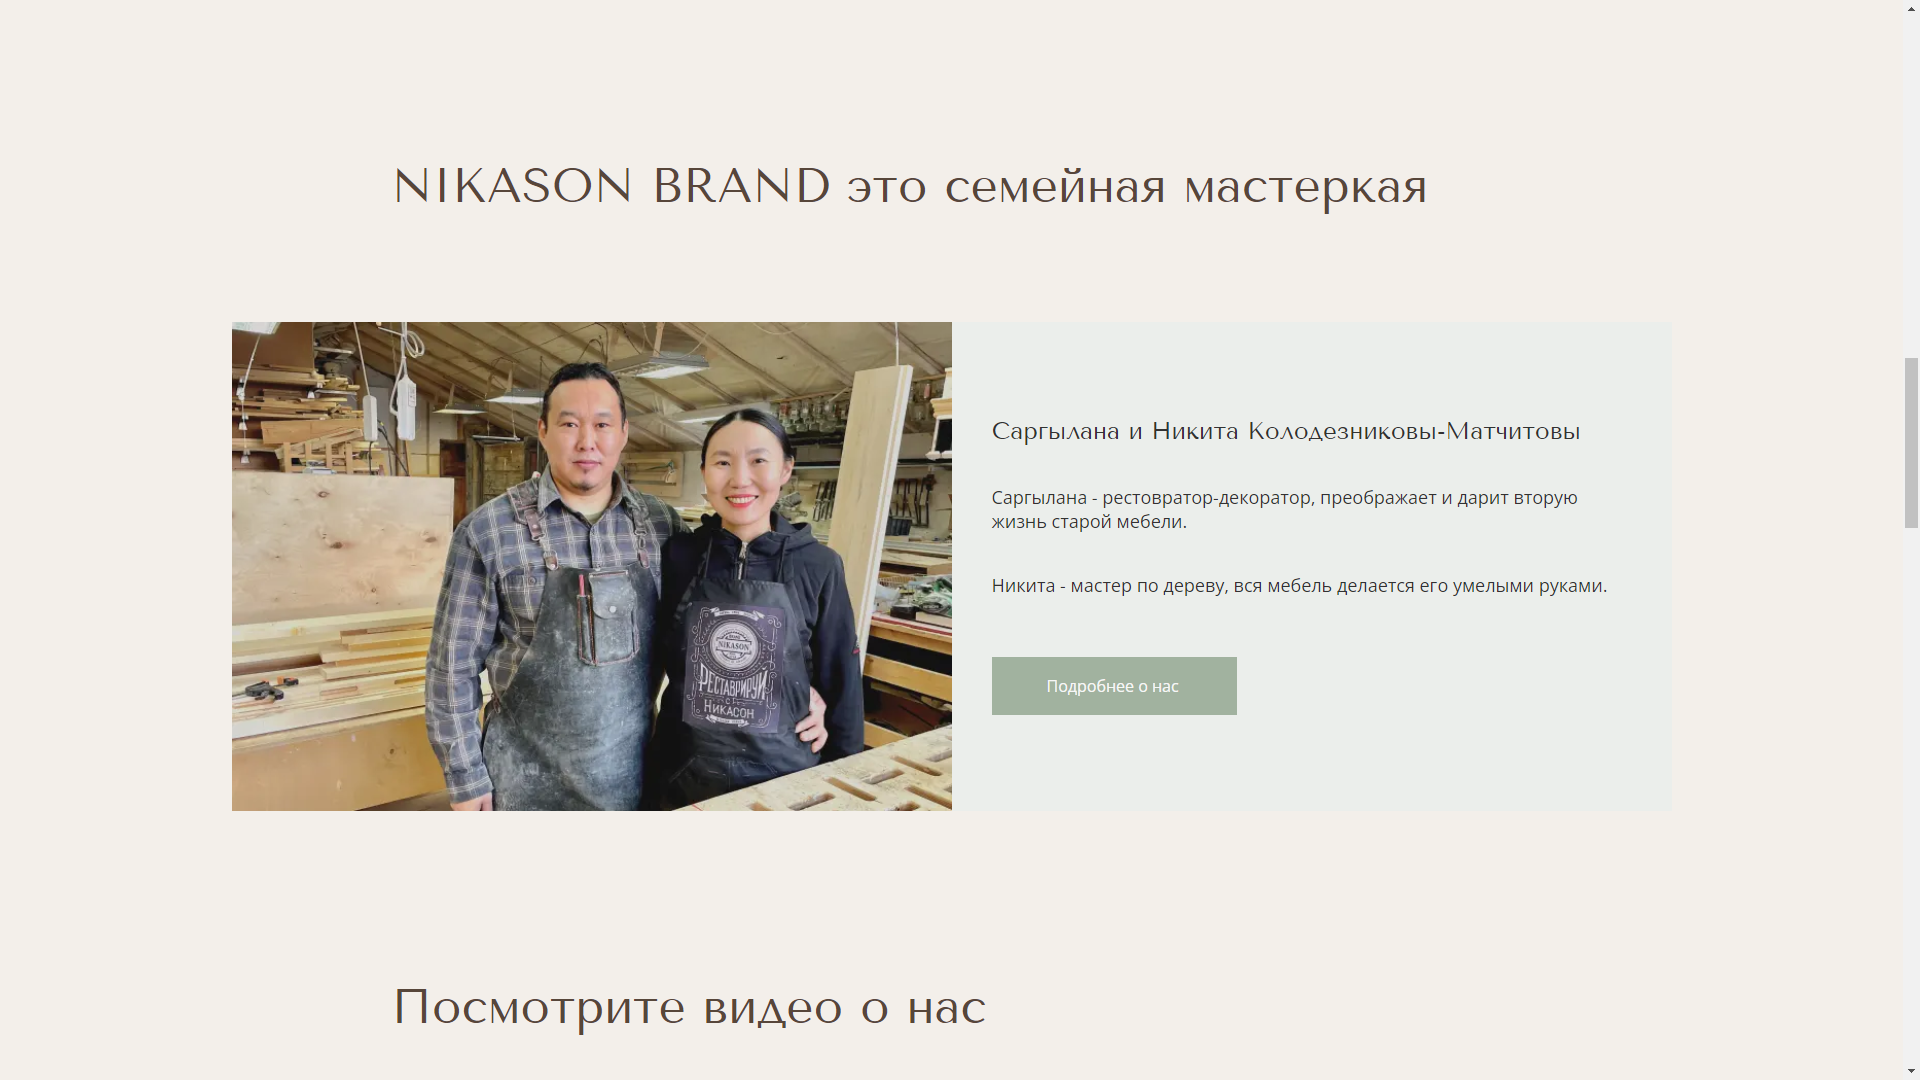 NIKASON BRAND это семейная мастеркая
Саргылана и Никита Колодезниковы-Матчитовы
Саргылана - рестовратор-декоратор, преображает и дарит вторую
жизнь старой мебели.
Никита - мастер по дереву, вся мебель делается его умелыми руками.
NIKASON
РЕСТАВРИРУЙ
С
НИКАСОН
Подробнее о нас
Посмотрите видео о нас